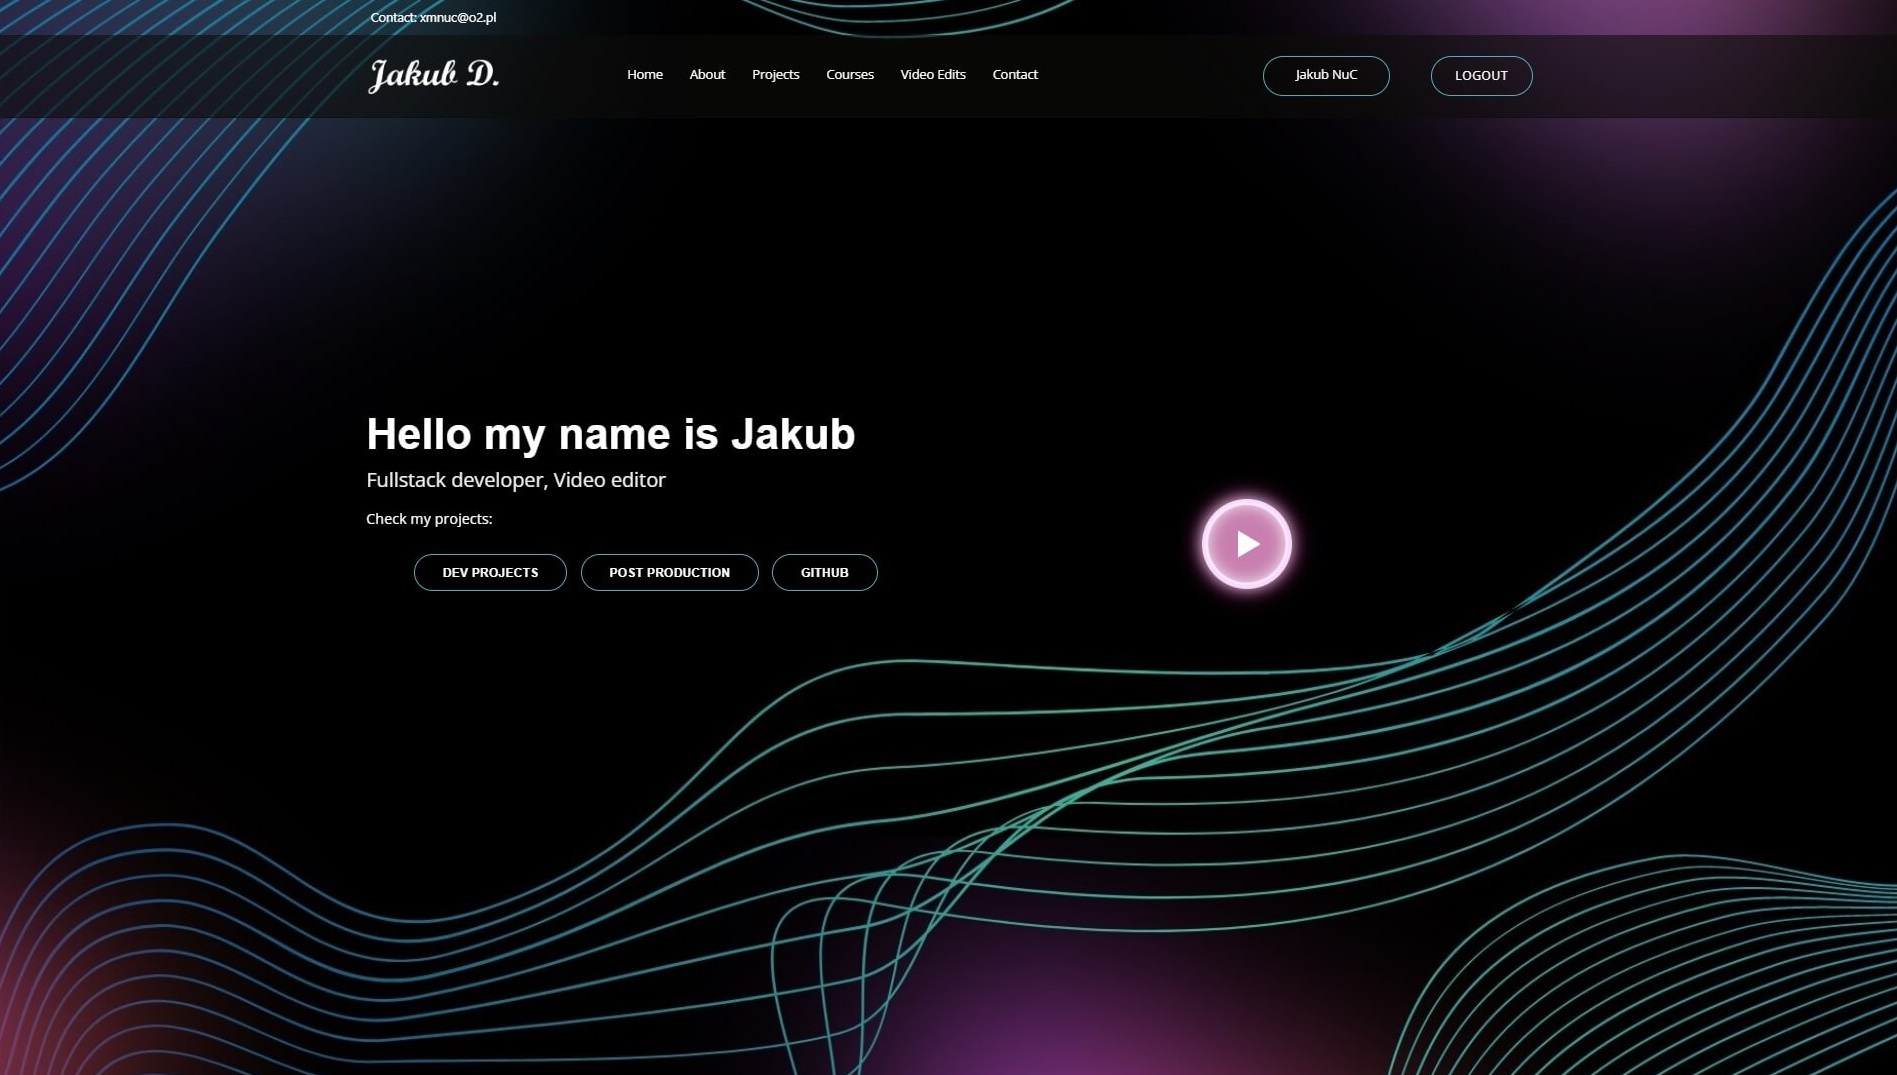 Contact: xmnuc@o2.pl
Jakub D.
Home About Projects Courses Video Edits Contact
Jakub NuC
LOGOUT
Hello my name is Jakub
Fullstack developer, Video editor
Check my projects:
DEV PROJECTS POST PRODUCTION GITHUB